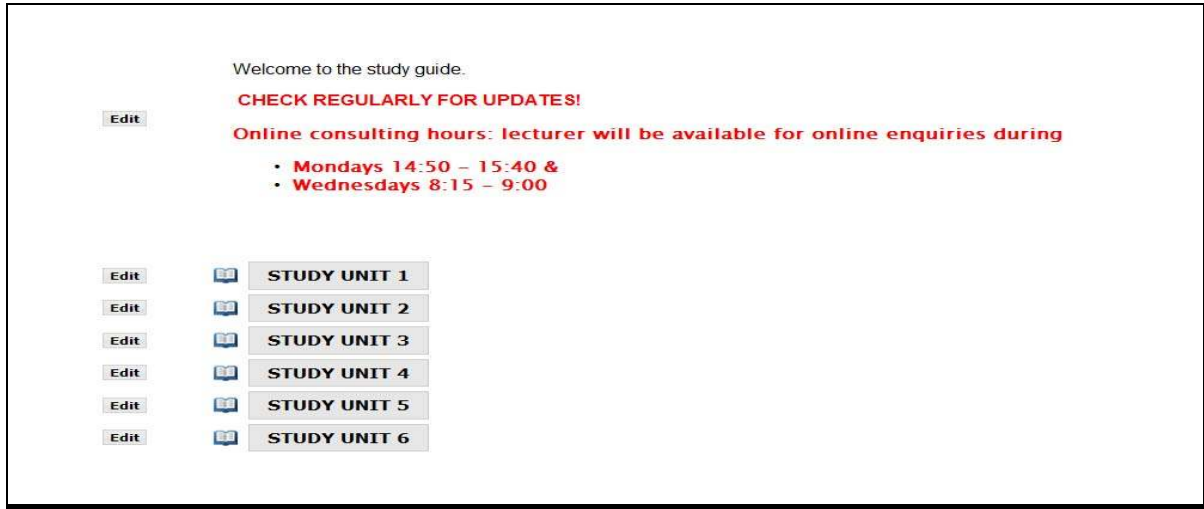 Welcome to the study guide.
CHECK REGULARLY FOR UPDATES!
Edit
Online consulting hours: lecturer will be available for online enquiries during
• Mondays 14:50 – 15:40 &
• Wednesdays 8:15 – 9:00
Edit STUDY UNIT 1
Edit STUDY UNIT 2
Edit STUDY UNIT 3
Edit STUDY UNIT 4
Edit STUDY UNIT 5
Edit STUDY UNIT 6